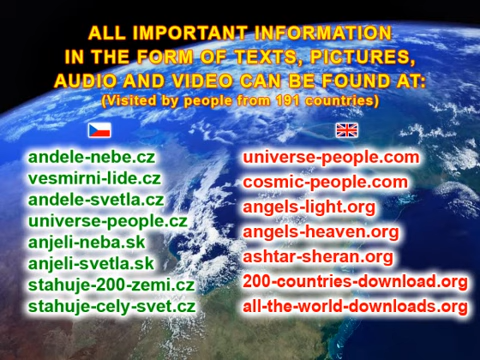 ALL IMPORTANT INFORMATION
IN THE FORM OF TEXTS, PICTURES,
AUDIO AND VIDEO CAN BE FOUND AT:
(Visited by people from 191 countries)
andele-nebe.cz
vesmirni-lide.cz
andele-svetla.cz
universe-people.cz
anjeli-neba.sk
anjeli-svetla.sk
stahuje-200-zemi.cz
stahuje-cely-svet.cz
universe-people.com
cosmic-people.com
angels-light.org
angels-heaven.org
ashtar-sheran.org
200-countries-download.org
all-the-world-downloads.org